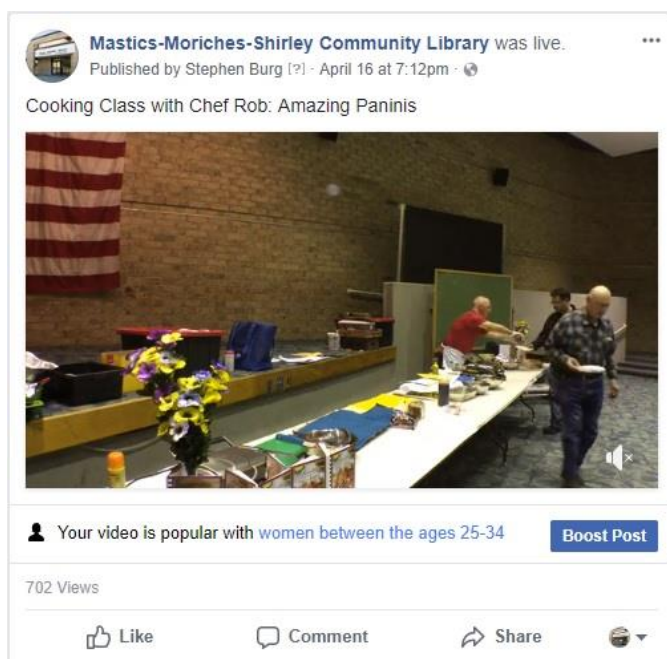 Mastics-Moriches-Shirley Community Library was live.
Published by Stephen Burg [?] · April 16 at 7:12pm ·
Cooking Class with Chef Rob: Amazing Paninis
Your video is popular with women between the ages 25-34
Boost Post
702 Views
Like Comment Share